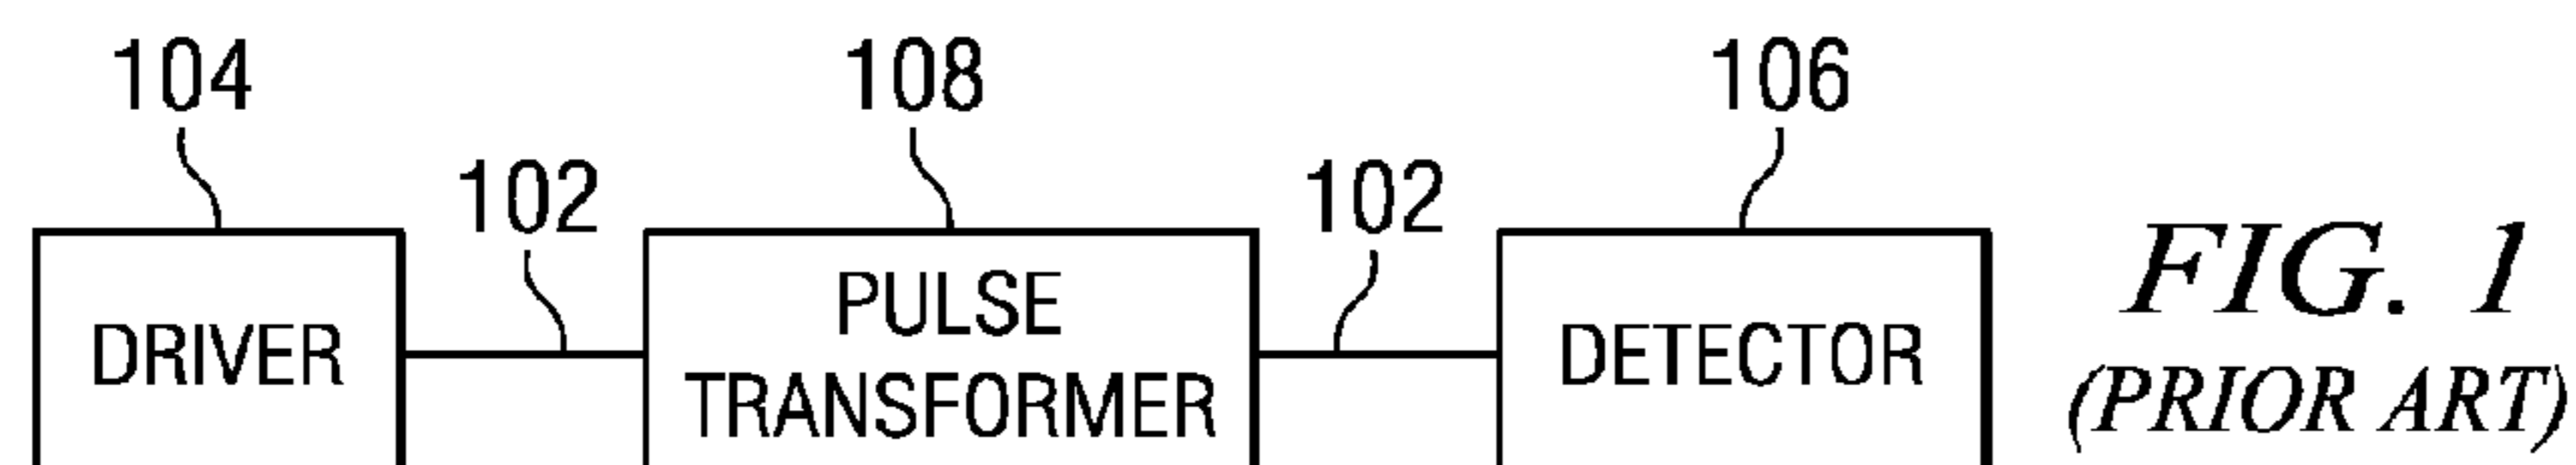 104
108
106
102
102
DRIVER
PULSE
TRANSFORMER
DETECTOR
FIG. 1
(PRIOR ART)